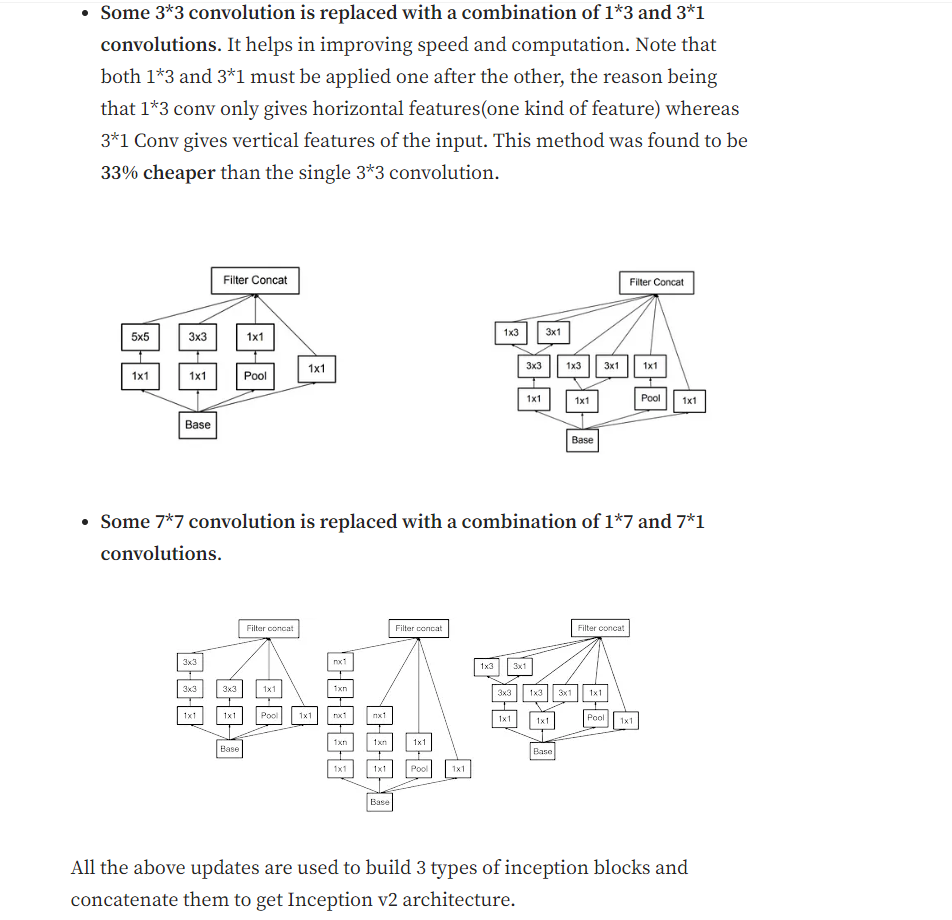 • Some 3*3 convolution is replaced with a combination of 1*3 and 3*1
convolutions. It helps in improving speed and computation. Note that
both 1*3 and 3*1 must be applied one after the other, the reason being
that 1*3 conv only gives horizontal features(one kind of feature) whereas
3*1 Conv gives vertical features of the input. This method was found to be
33% cheaper than the single 3*3 convolution.
Filter Concat
5x5 3x3 1x1
1x1 1x1 Pool 1x1
Base
Filter Concat
1x3 3x1
3x3 1x3 3x1 1x1
1x1 1x1 Pool 1x1
Base
• Some 7*7 convolution is replaced with a combination of 1*7 and 7*1
convolutions.
Filter concat
3x3
3x3 3x3 1x1
1x1 1x1 Pool 1x1
Base
Filter concat
nx1
1xn
nx1 nx1
1xn 1xn 1x1
1x1 1x1 Pool 1x1
Base
Filter concat
1x3 3x1
3x3 1x3 3x1 1x1
1x1 1x1 Pool 1x1
Base
All the above updates are used to build 3 types of inception blocks and
concatenate them to get Inception v2 architecture.